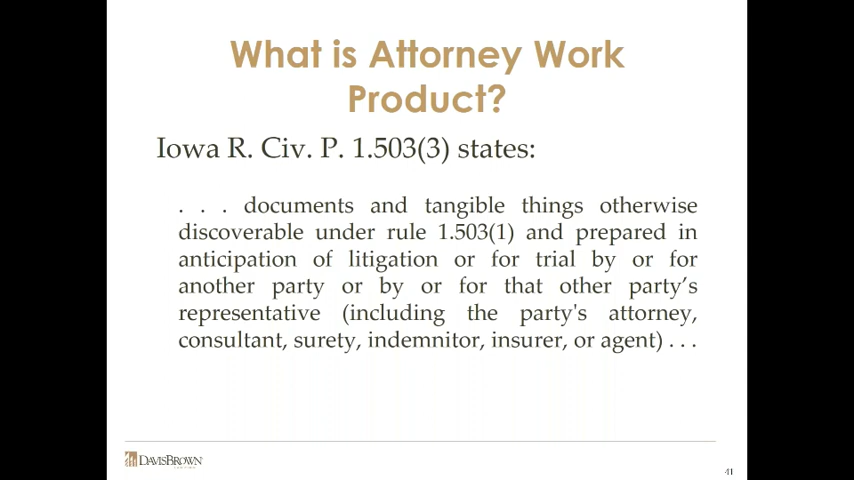 What is Attorney Work
Product?
Iowa R. Civ. P. 1.503(3) states:
. . . documents and tangible things otherwise
discoverable under rule 1.503(1) and prepared in
anticipation of litigation or for trial by or for
another party or by or for that other party’s
representative (including the party's attorney,
consultant, surety, indemnitor, insurer, or agent) . . .
DAVISBROWN
41